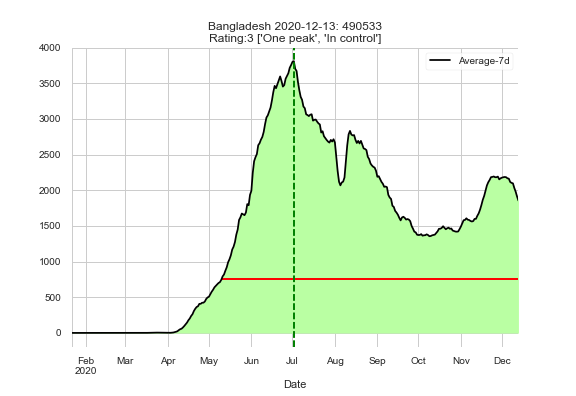 Bangladesh 2020-12-13: 490533
Rating:3 ['One peak', 'In control']
Average-7d
4000
3500
3000
2500
2000
1500
1000
500
0
Feb Mar Apr May Jun Jul Aug Sep Oct Nov Dec
2020
Date